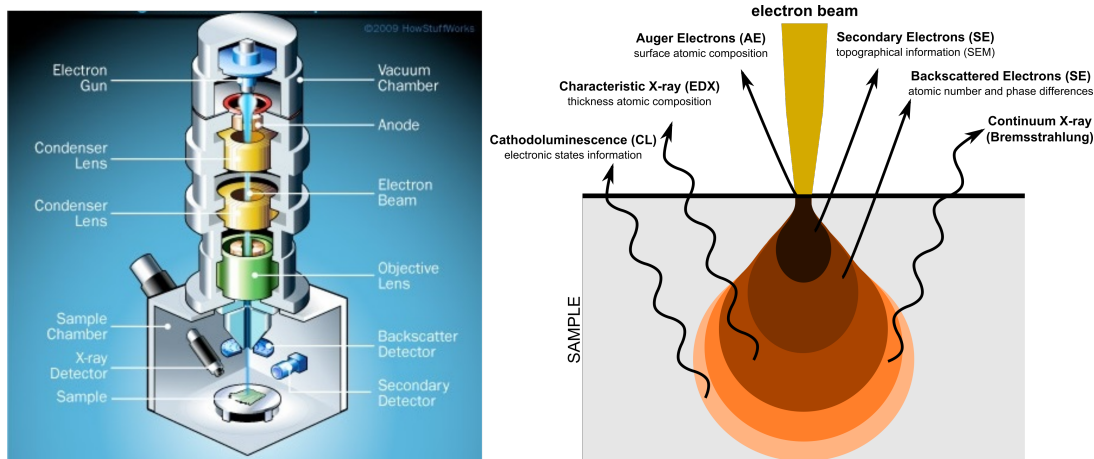 ©2009 HowStuffWorks
Electron
Gun
Vacuum
Chamber
Anode
Condenser
Lens
Electron
Beam
Condenser
Lens
Objective
Lens
Sample
Chamber
Backscatter
Detector
X-ray
Detector
Secondary
Detector
Sample
electron beam
Auger Electrons (AE)
surface atomic composition
Secondary Electrons (SE)
topographical information (SEM)
Characteristic X-ray (EDX)
thickness atomic composition
Backscattered Electrons (SE)
atomic number and phase differences
Cathodoluminescence (CL)
electronic states information
Continuum X-ray
(Bremsstrahlung)
SAMPLE